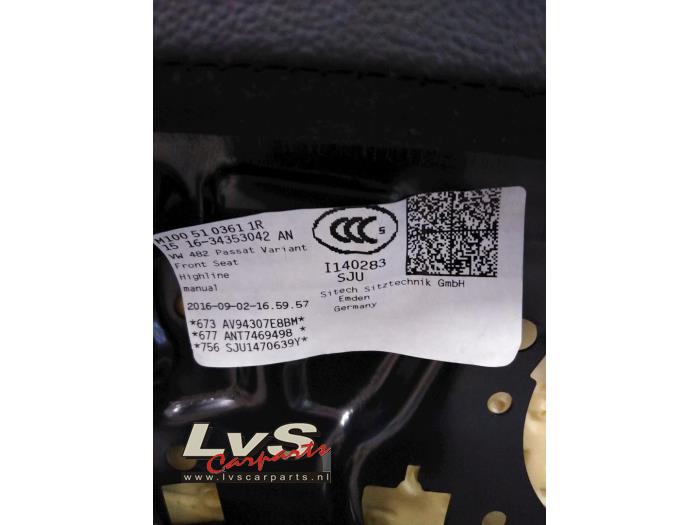 M100 51 0361 1R
15 16-34353042 AN
VW 482 Passat Variant
Front Seat
Highline
manual
2016-09-02-16.59.57
*673 AV94307E8BM*
*677 ANT7469498 *
*756 SJU1470639Y*
CCC S
I140283
SJU
Sitech Sitztechnik GmbH
Emden
Germany
LvS
Carparts
www.lvscarparts.nl